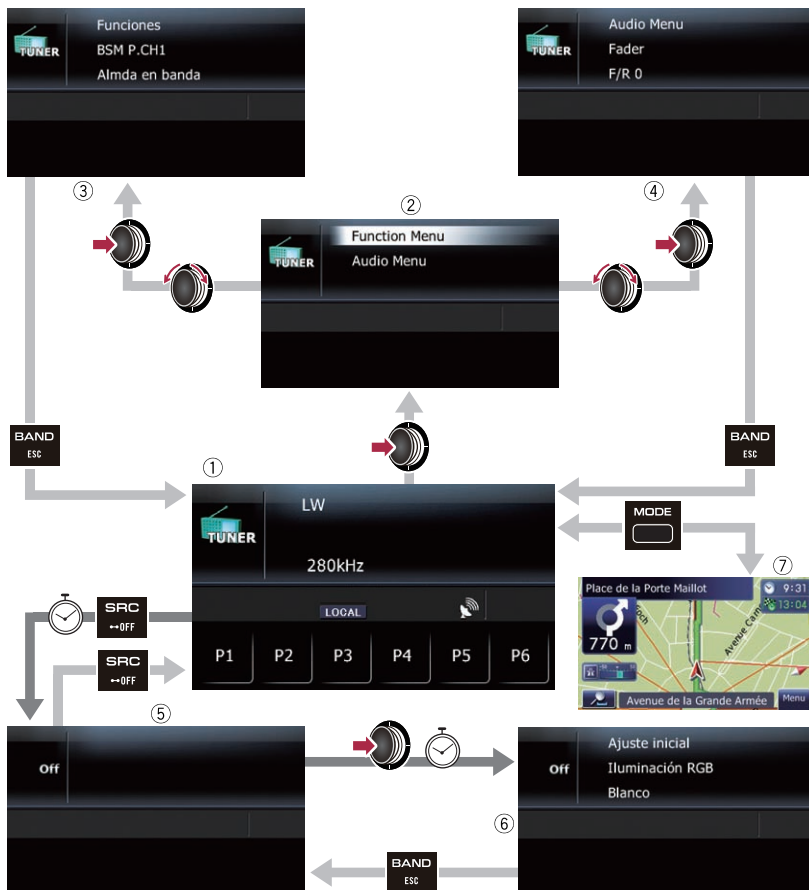 Funciones
TUNER
BSM P.CH1
Almda en banda
Audio Menu
TUNER
Fader
F/R 0
③
④
②
Function Menu
TUNER
Audio Menu
BAND
ESC
BAND
ESC
①
LW
TUNER
280kHz
LOCAL
P1 P2 P3 P4 P5 P6
MODE
⑦
Place de la Porte Maillot
9:31
13:04
770 m
Avenue de la Grande Armée
Menu
SRC
OFF
SRC
OFF
⑤
Off
Ajuste inicial
Off
Iluminación RGB
Blanco
⑥
BAND
ESC